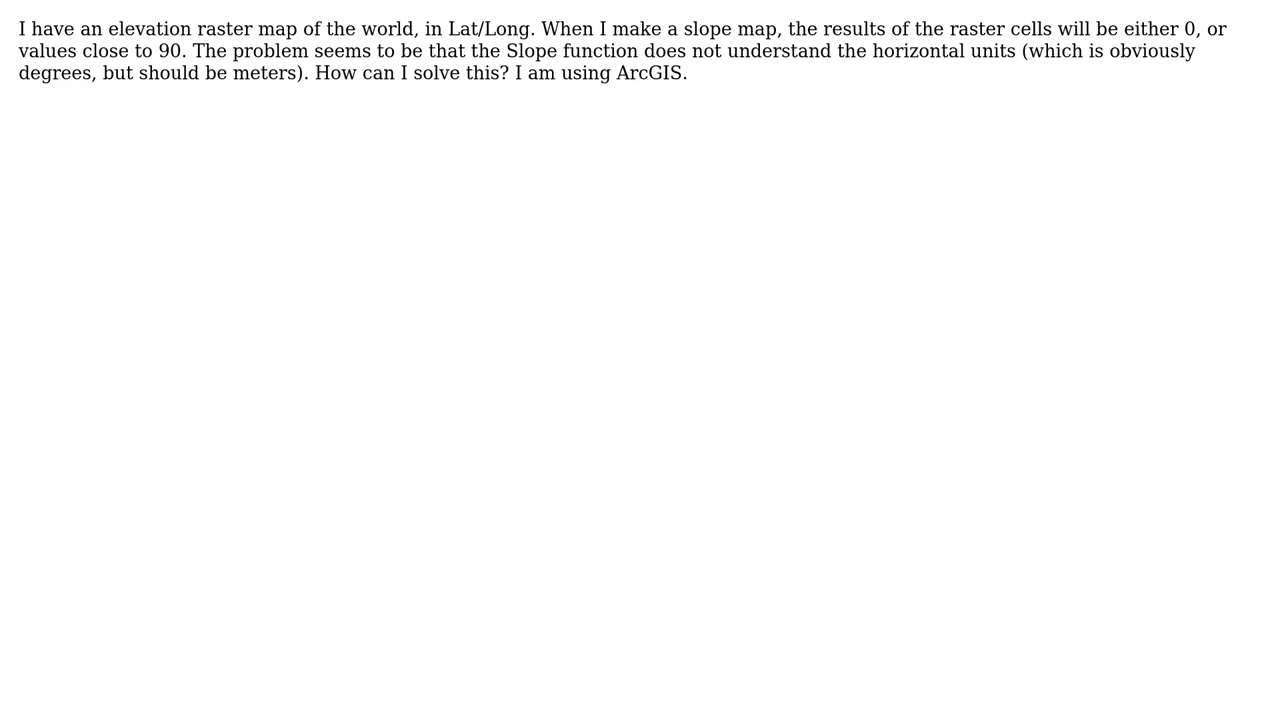 I have an elevation raster map of the world, in Lat/Long. When I make a slope map, the results of the raster cells will be either 0, or
values close to 90. The problem seems to be that the Slope function does not understand the horizontal units (which is obviously
degrees, but should be meters). How can I solve this? I am using ArcGIS.